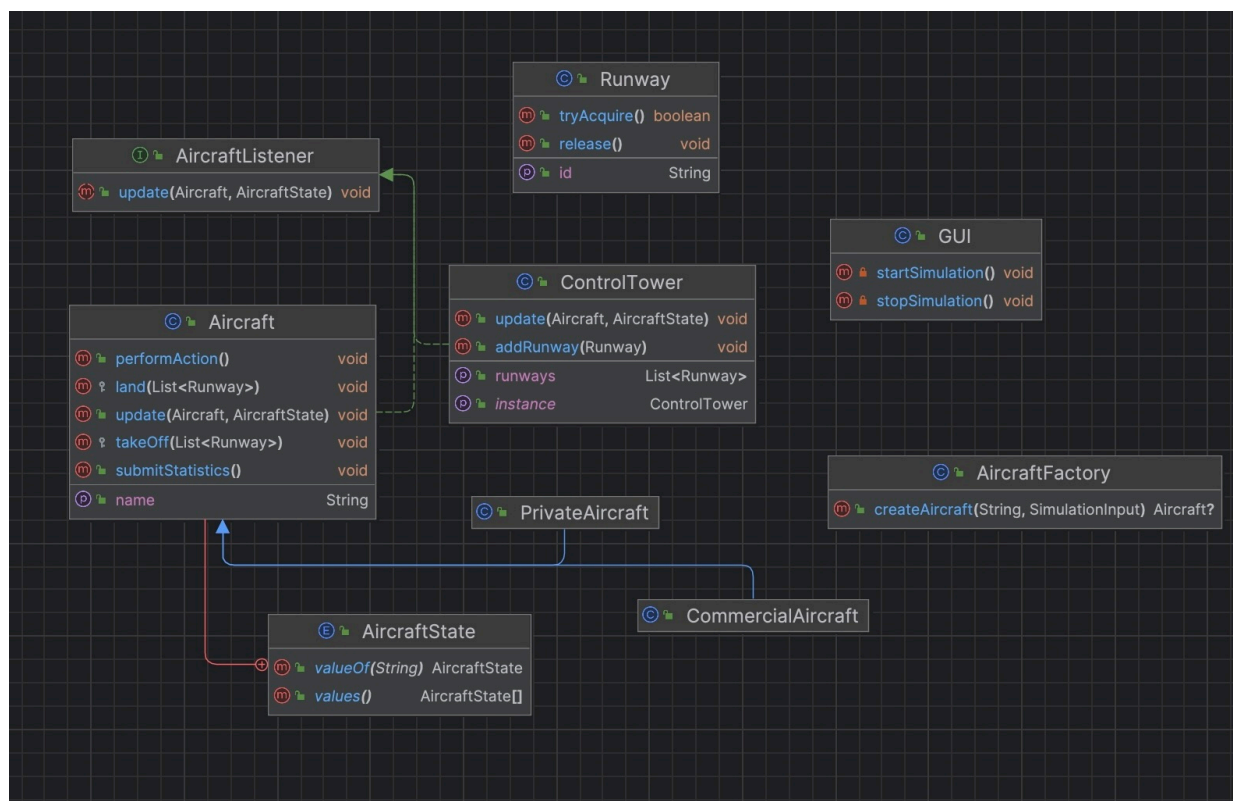 Runway
tryAcquire() boolean
release() void
id String
AircraftListener
update(Aircraft, AircraftState) void
GUI
startSimulation() void
stopSimulation() void
ControlTower
update(Aircraft, AircraftState) void
addRunway(Runway) void
runways List<Runway>
instance ControlTower
Aircraft
performAction() void
land(List<Runway>) void
update(Aircraft, AircraftState) void
takeOff(List<Runway>) void
submitStatistics() void
name String
AircraftFactory
createAircraft(String, SimulationInput) Aircraft?
PrivateAircraft
CommercialAircraft
AircraftState
valueOf(String) AircraftState
values() AircraftState[]